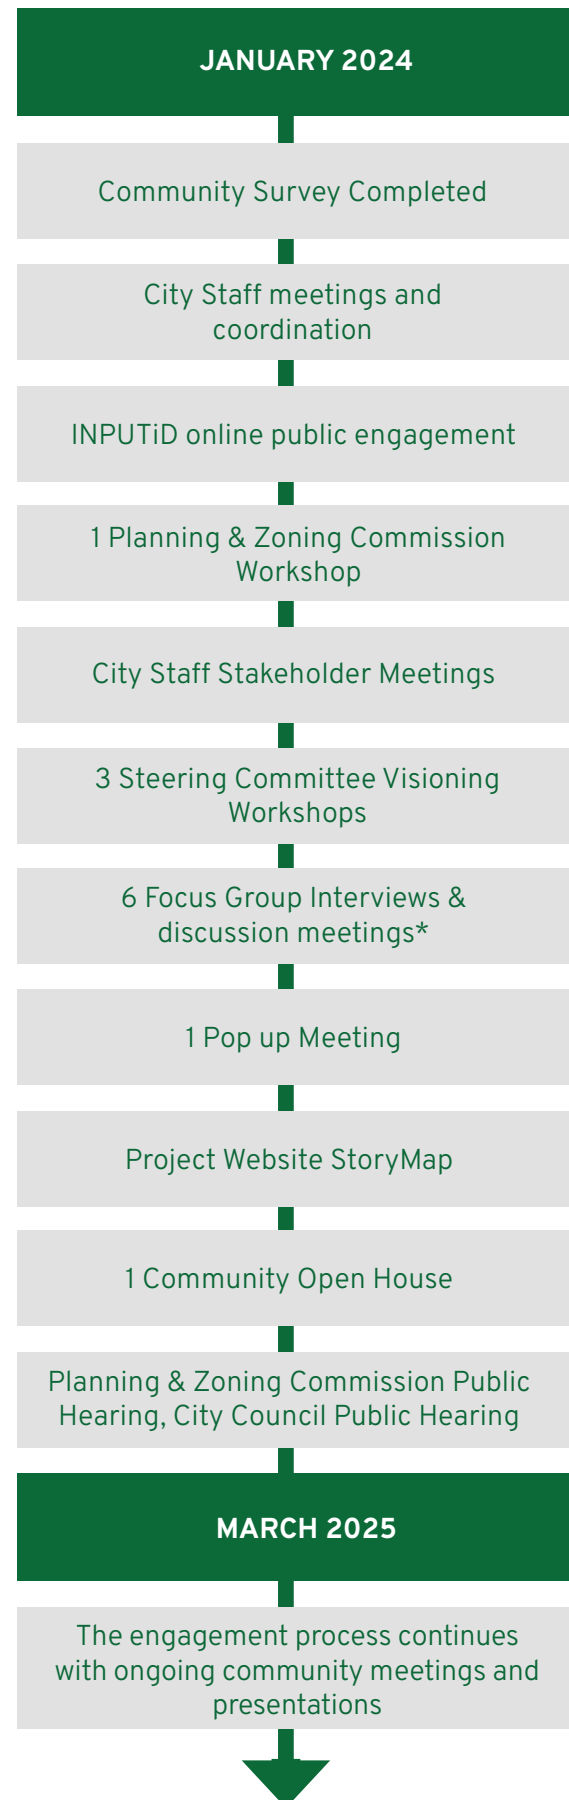 JANUARY 2024
Community Survey Completed
City Staff meetings and
coordination
INPUTiD online public engagement
1 Planning & Zoning Commission
Workshop
City Staff Stakeholder Meetings
3 Steering Committee Visioning
Workshops
6 Focus Group Interviews &
discussion meetings*
1 Pop up Meeting
Project Website StoryMap
1 Community Open House
Planning & Zoning Commission Public
Hearing, City Council Public Hearing
MARCH 2025
The engagement process continues
with ongoing community meetings and
presentations